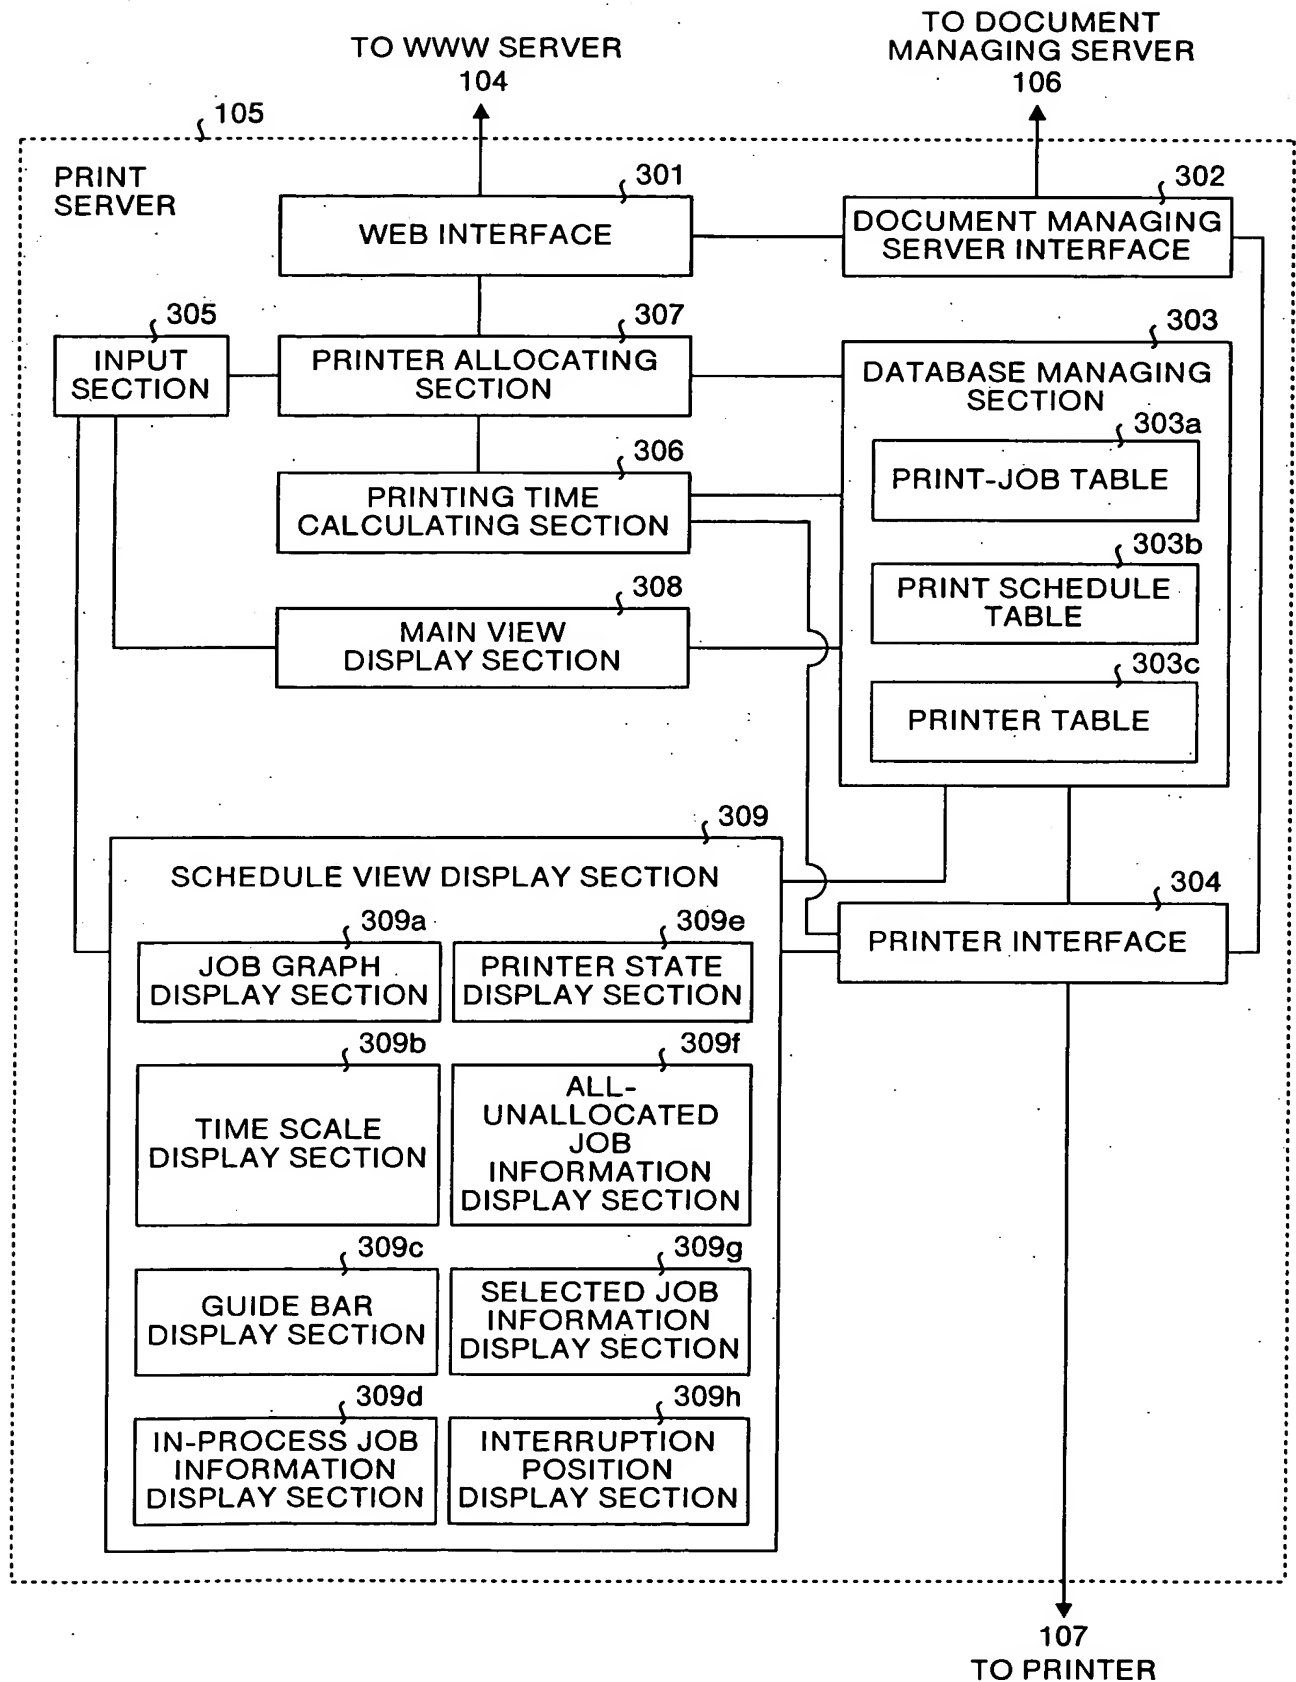 TO DOCUMENT
MANAGING SERVER
106
TO WWW SERVER
104
105
PRINT
SERVER
301
WEB INTERFACE
302
DOCUMENT MANAGING
SERVER INTERFACE
305
INPUT
SECTION
307
PRINTER ALLOCATING
SECTION
303
DATABASE MANAGING
SECTION
303a
PRINT-JOB TABLE
306
PRINTING TIME
CALCULATING SECTION
303b
PRINT SCHEDULE
TABLE
308
MAIN VIEW
DISPLAY SECTION
303c
PRINTER TABLE
309
SCHEDULE VIEW DISPLAY SECTION
304
PRINTER INTERFACE
309a
JOB GRAPH
DISPLAY SECTION
309e
PRINTER STATE
DISPLAY SECTION
309b
TIME SCALE
DISPLAY SECTION
309f
ALL-
UNALLOCATED
JOB
INFORMATION
DISPLAY SECTION
309c
GUIDE BAR
DISPLAY SECTION
309g
SELECTED JOB
INFORMATION
DISPLAY SECTION
309d
IN-PROCESS JOB
INFORMATION
DISPLAY SECTION
309h
INTERRUPTION
POSITION
DISPLAY SECTION
107
TO PRINTER